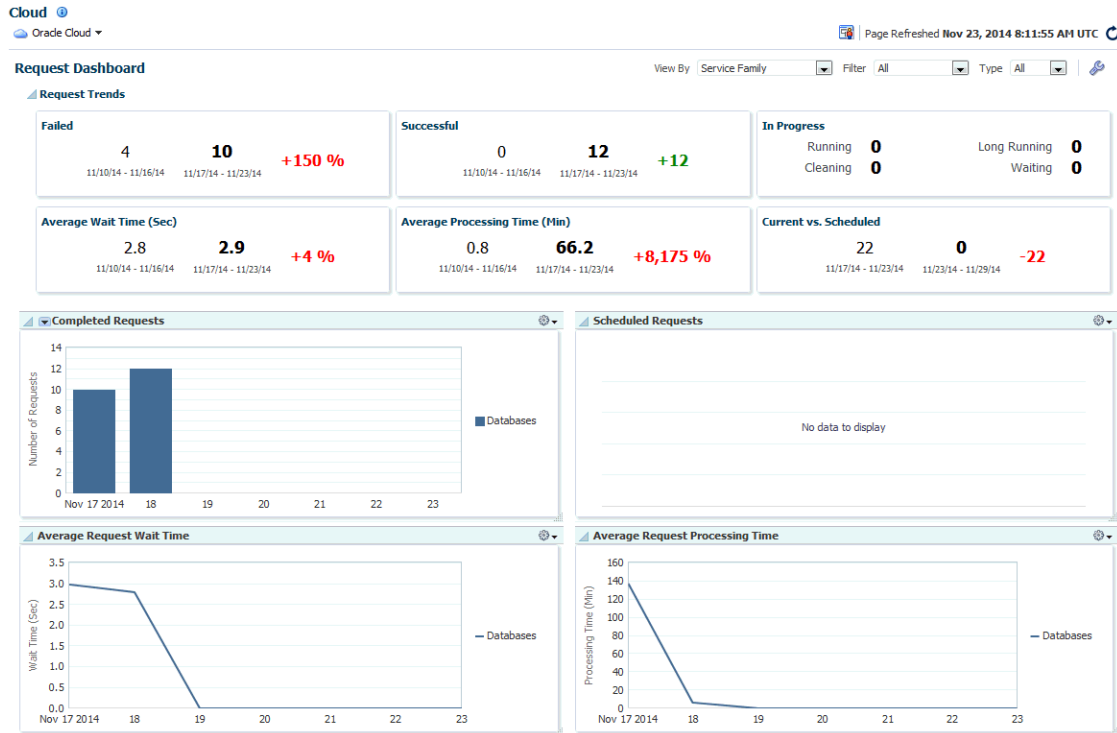 Cloud
Oracle Cloud
Page Refreshed Nov 23, 2014 8:11:55 AM UTC
Request Dashboard
View By Service Family Filter All Type All
Request Trends
Failed
4 10 +150 %
11/10/14 - 11/16/14 11/17/14 - 11/23/14
Successful
0 12 +12
11/10/14 - 11/16/14 11/17/14 - 11/23/14
In Progress
Running 0 Long Running 0
Cleaning 0 Waiting 0
Average Wait Time (Sec)
2.8 2.9 +4 %
11/10/14 - 11/16/14 11/17/14 - 11/23/14
Average Processing Time (Min)
0.8 66.2 +8,175 %
11/10/14 - 11/16/14 11/17/14 - 11/23/14
Current vs. Scheduled
22 0 -22
11/17/14 - 11/23/14 11/23/14 - 11/29/14
Completed Requests
Number of Requests
14
12
10
8
6
4
2
0
Nov 17 2014 18 19 20 21 22 23
Databases
Scheduled Requests
No data to display
Average Request Wait Time
Wait Time (Sec)
3.5
3.0
2.5
2.0
1.5
1.0
0.5
0.0
Nov 17 2014 18 19 20 21 22 23
Databases
Average Request Processing Time
Processing Time (Min)
160
140
120
100
80
60
40
20
0
Nov 17 2014 18 19 20 21 22 23
Databases